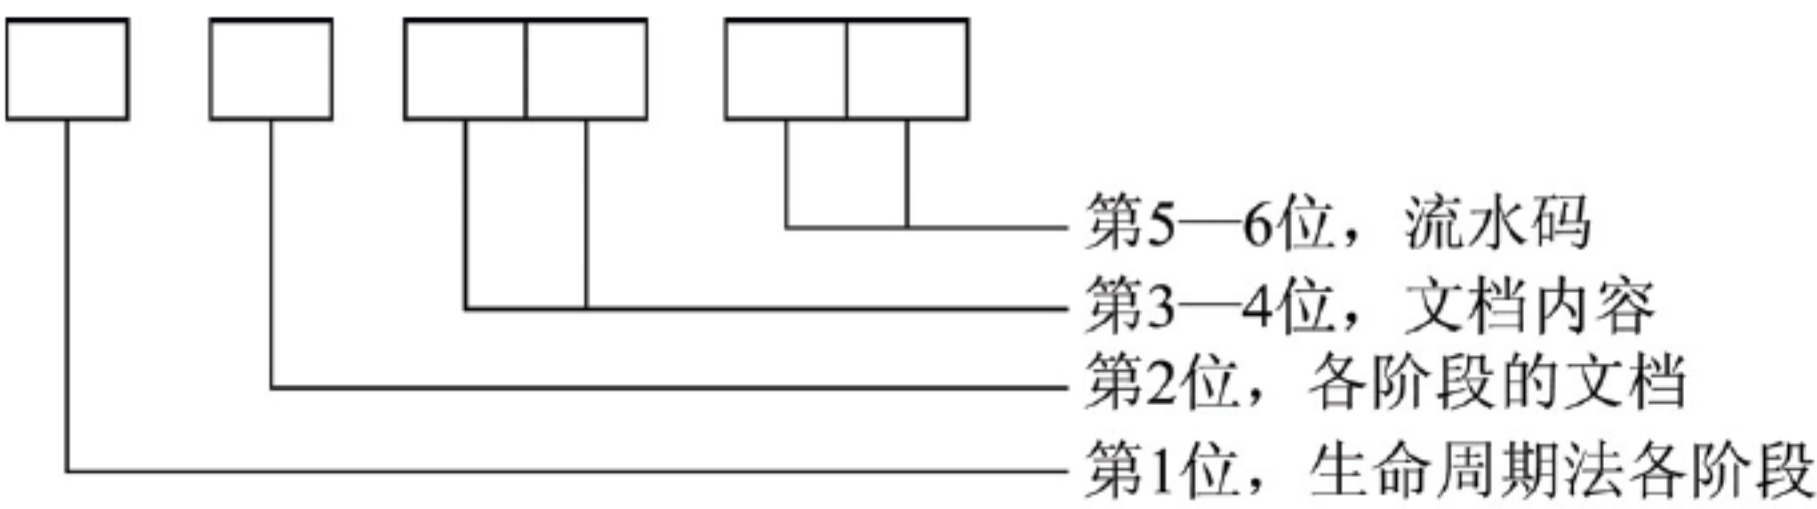 第5—6位，流水码
第3—4位，文档内容
第2位，各阶段的文档
第1位，生命周期法各阶段